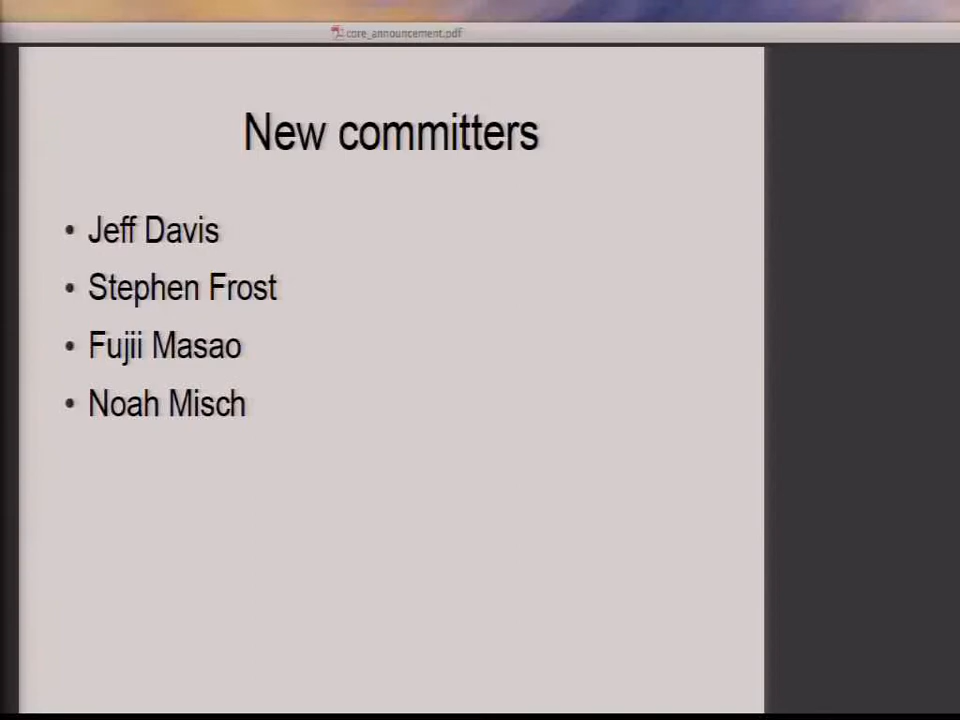 core_announcement.pdf
New committers
• Jeff Davis
• Stephen Frost
• Fujii Masao
• Noah Misch